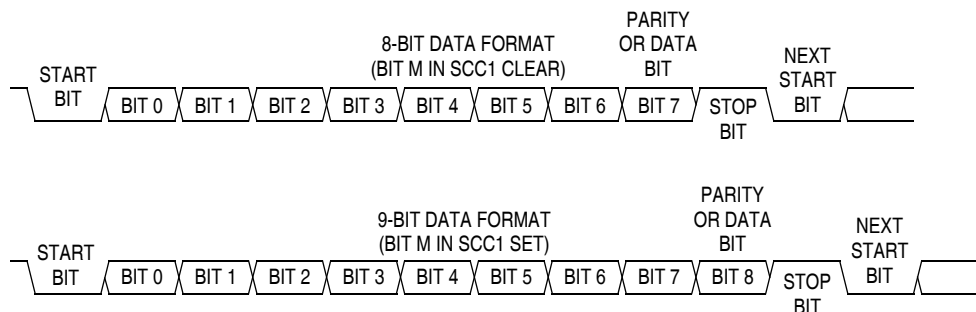 8-BIT DATA FORMAT
(BIT M IN SCC1 CLEAR)
PARITY
OR DATA
BIT
START
BIT
BIT 0
BIT 1
BIT 2
BIT 3
BIT 4
BIT 5
BIT 6
BIT 7
STOP
BIT
NEXT
START
BIT
9-BIT DATA FORMAT
(BIT M IN SCC1 SET)
PARITY
OR DATA
BIT
START
BIT
BIT 0
BIT 1
BIT 2
BIT 3
BIT 4
BIT 5
BIT 6
BIT 7
BIT 8
STOP
BIT
NEXT
START
BIT